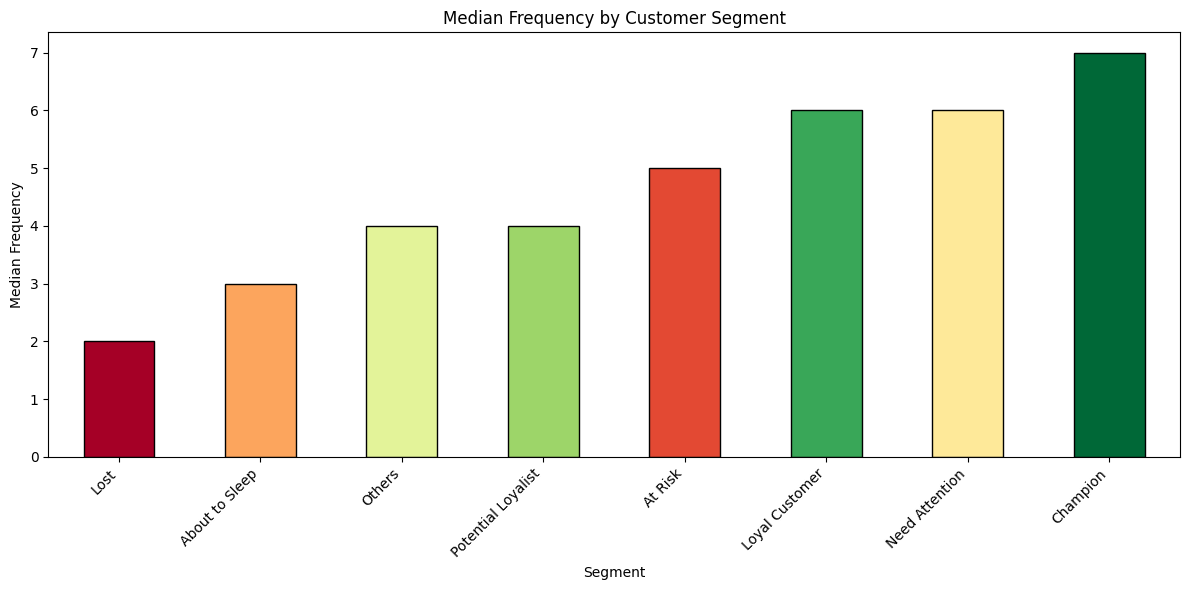 Median Frequency by Customer Segment
Median Frequency
7
6
5
4
3
2
1
0
Lost
About to Sleep
Others
Potential Loyalist
At Risk
Loyal Customer
Need Attention
Champion
Segment